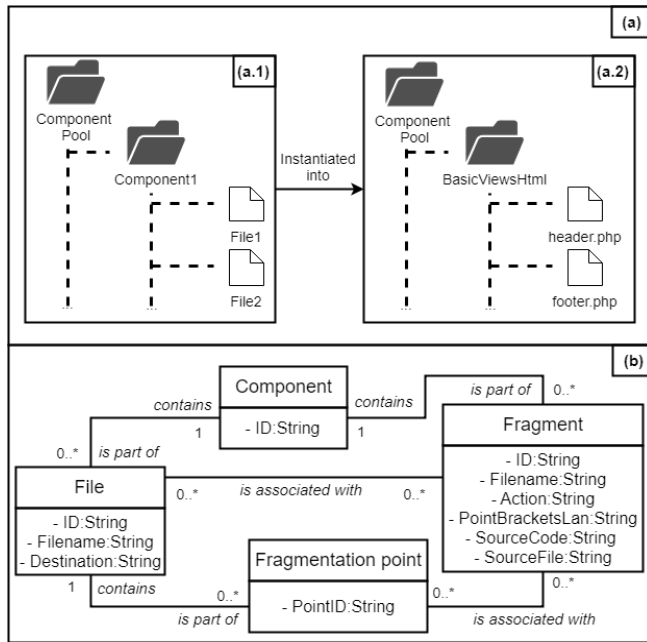 (a)
(a.1)
Component
Pool
Component1
File1
File2
...
...
Instantiated
into
(a.2)
Component
Pool
BasicViewsHtml
header.php
footer.php
...
...
(b)
Component
- ID:String
contains
1
is part of
0..*
contains
1
is part of
0..*
File
- ID:String
- Filename:String
- Destination:String
0..*
is associated with
0..*
Fragment
- ID:String
- Filename:String
- Action:String
- PointBracketsLan:String
- SourceCode:String
- SourceFile:String
1
contains
is part of
0..*
Fragmentation point
- PointID:String
0..*
is associated with
0..*